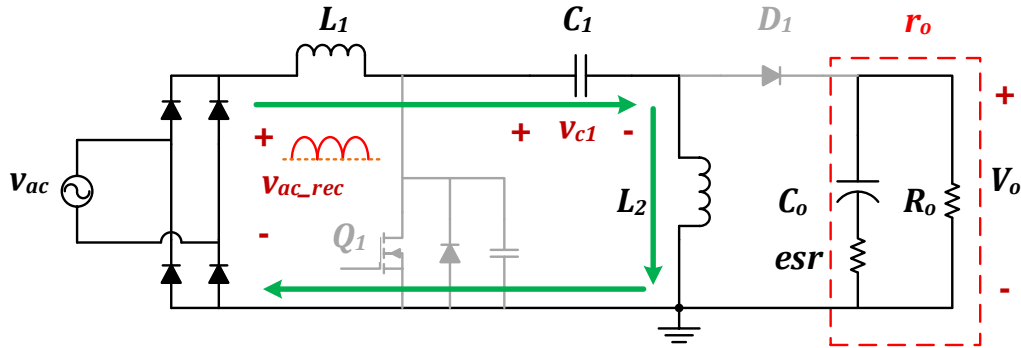 L1
C1
D1
ro
+
vac_rec
-
+ vc1 -
vac
Q1
L2
Co
esr
Ro
+
Vo
-